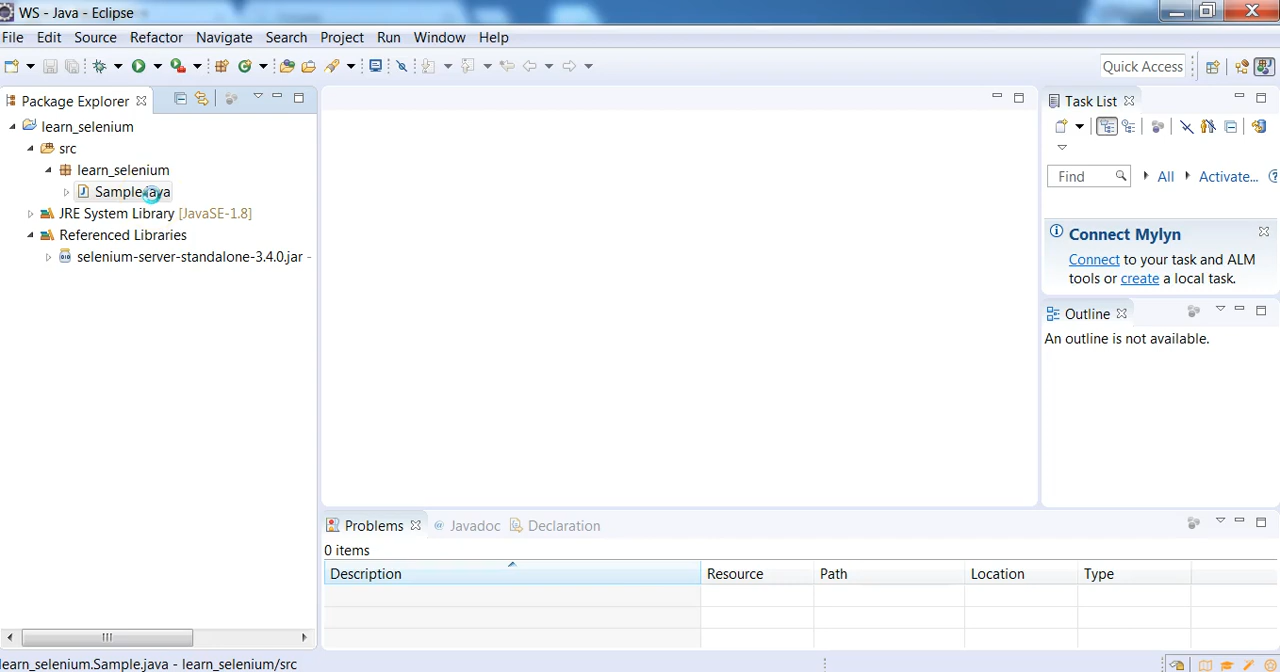 WS - Java - Eclipse
File Edit Source Refactor Navigate Search Project Run Window Help
Quick Access
Package Explorer
learn_selenium
src
learn_selenium
Sample.java
JRE System Library [JavaSE-1.8]
Referenced Libraries
selenium-server-standalone-3.4.0.jar -
Task List
Find All Activate...
Connect Mylyn
Connect to your task and ALM
tools or create a local task.
Outline
An outline is not available.
Problems @ Javadoc Declaration
0 items
Description Resource Path Location Type
learn_selenium.Sample.java - learn_selenium/src